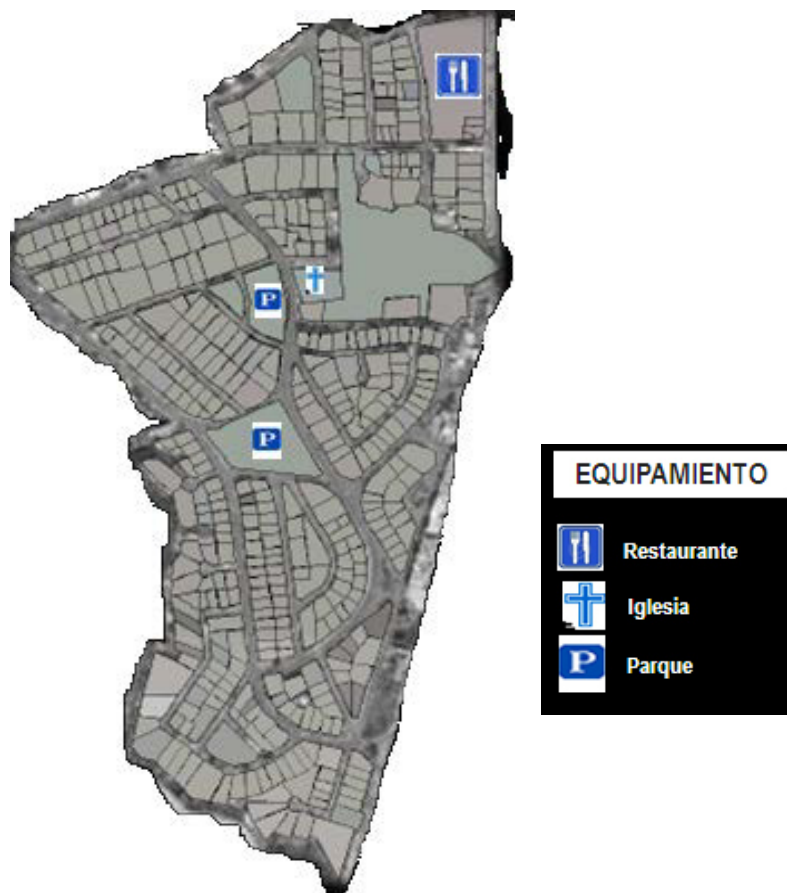 P
P
EQUIPAMIENTO
Restaurante
Iglesia
P
Parque